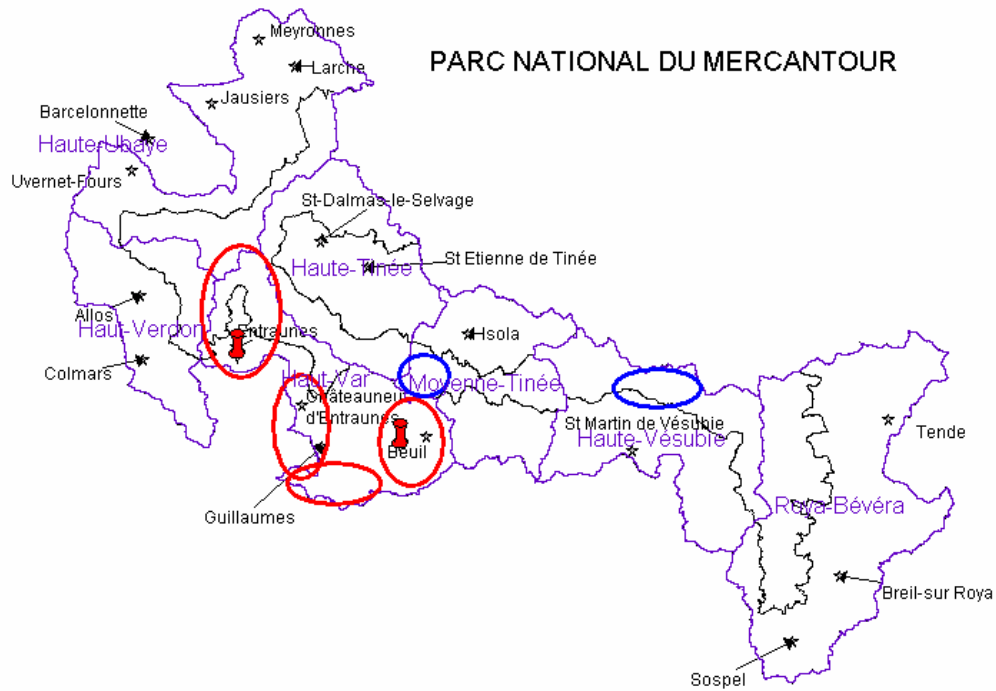 Meyronnes
PARC NATIONAL DU MERCANTOUR
Larche
Jausiers
Barcelonnette
Haute-Ubaye
Uvernet-Fours
St-Dalmas-le-Selvage
St Etienne de Tinée
Haute-Tinée
Allos
Haut-Verdon
Entraunes
Isola
Colmars
Haut-Var
Moyenne-Tinée
Châteauneuf
d'Entraunes
St Martin de Vésubie
Haute-Vésubie
Tende
Beuil
Guillaumes
Roya-Bévéra
Breil-sur Roya
Sospel